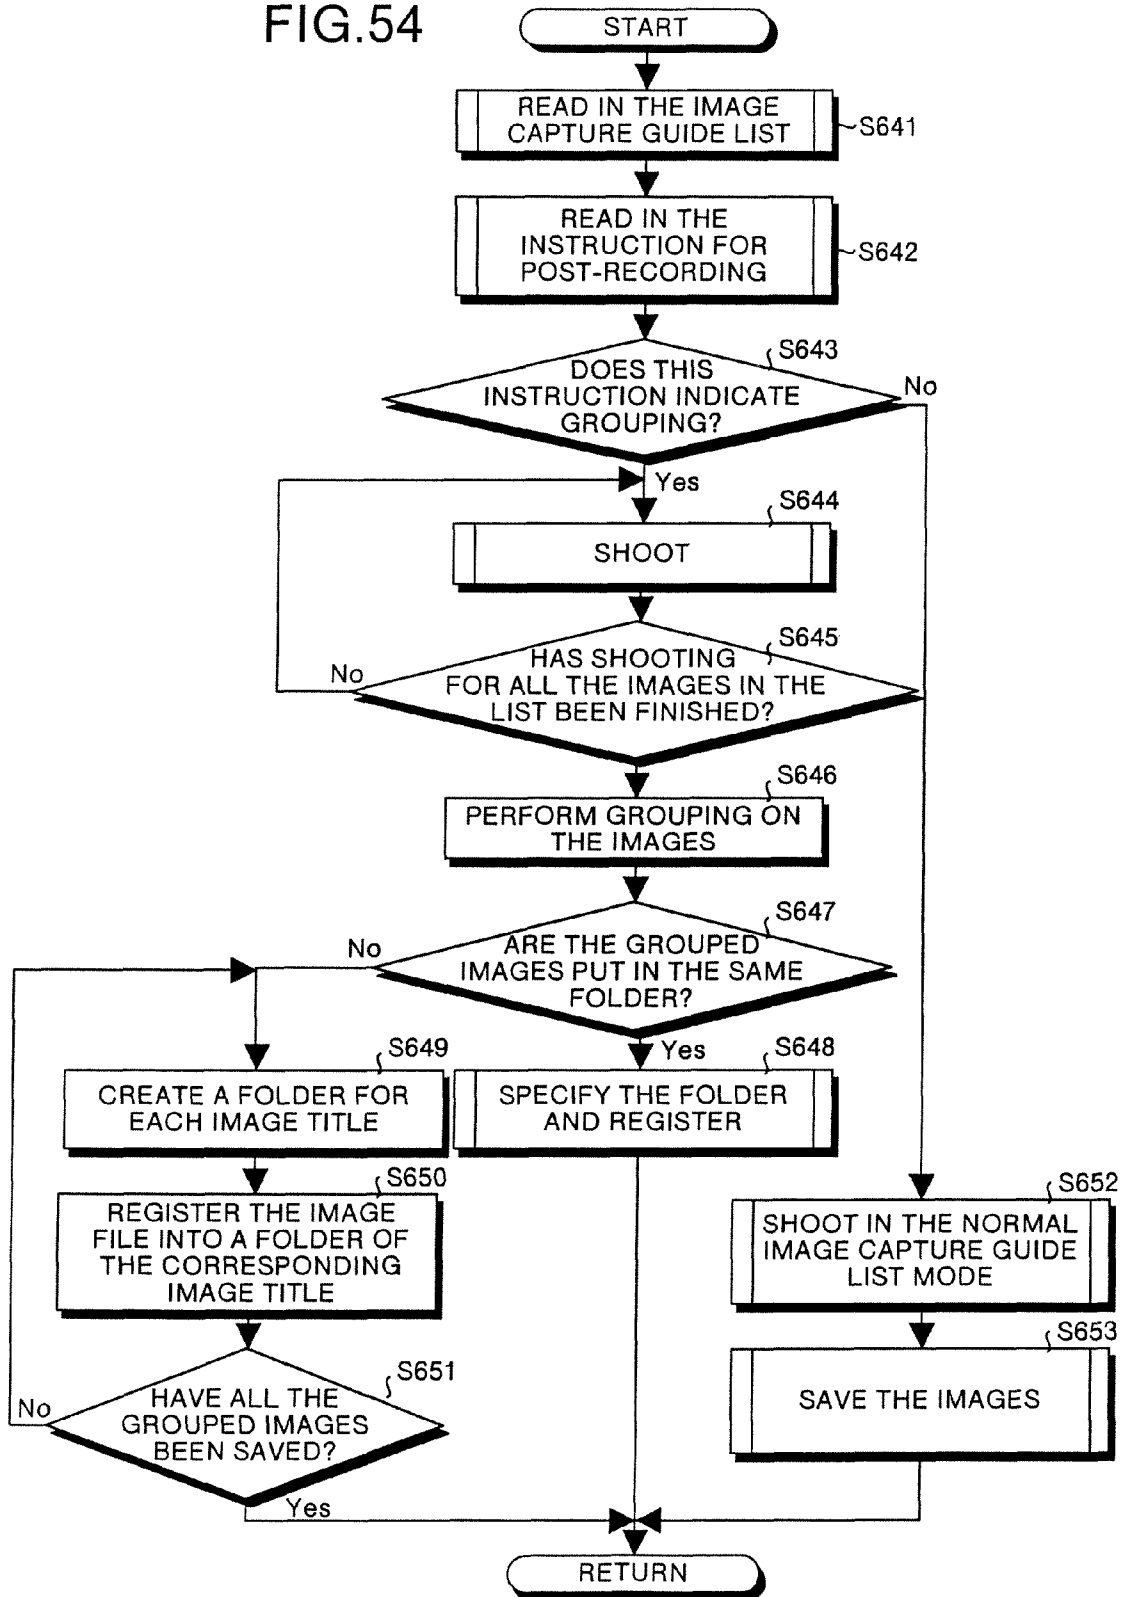 FIG.54
START
READ IN THE IMAGE
CAPTURE GUIDE LIST
S641
READ IN THE
INSTRUCTION FOR
POST-RECORDING
S642
S643
DOES THIS
INSTRUCTION INDICATE
GROUPING?
No
Yes
S644
SHOOT
S645
HAS SHOOTING
FOR ALL THE IMAGES IN THE
LIST BEEN FINISHED?
No
S646
PERFORM GROUPING ON
THE IMAGES
S647
ARE THE GROUPED
IMAGES PUT IN THE SAME
FOLDER?
No
Yes
S649
CREATE A FOLDER FOR
EACH IMAGE TITLE
S648
SPECIFY THE FOLDER
AND REGISTER
S650
REGISTER THE IMAGE
FILE INTO A FOLDER OF
THE CORRESPONDING
IMAGE TITLE
S652
SHOOT IN THE NORMAL
IMAGE CAPTURE GUIDE
LIST MODE
S651
HAVE ALL THE
GROUPED IMAGES
BEEN SAVED?
No
Yes
S653
SAVE THE IMAGES
RETURN